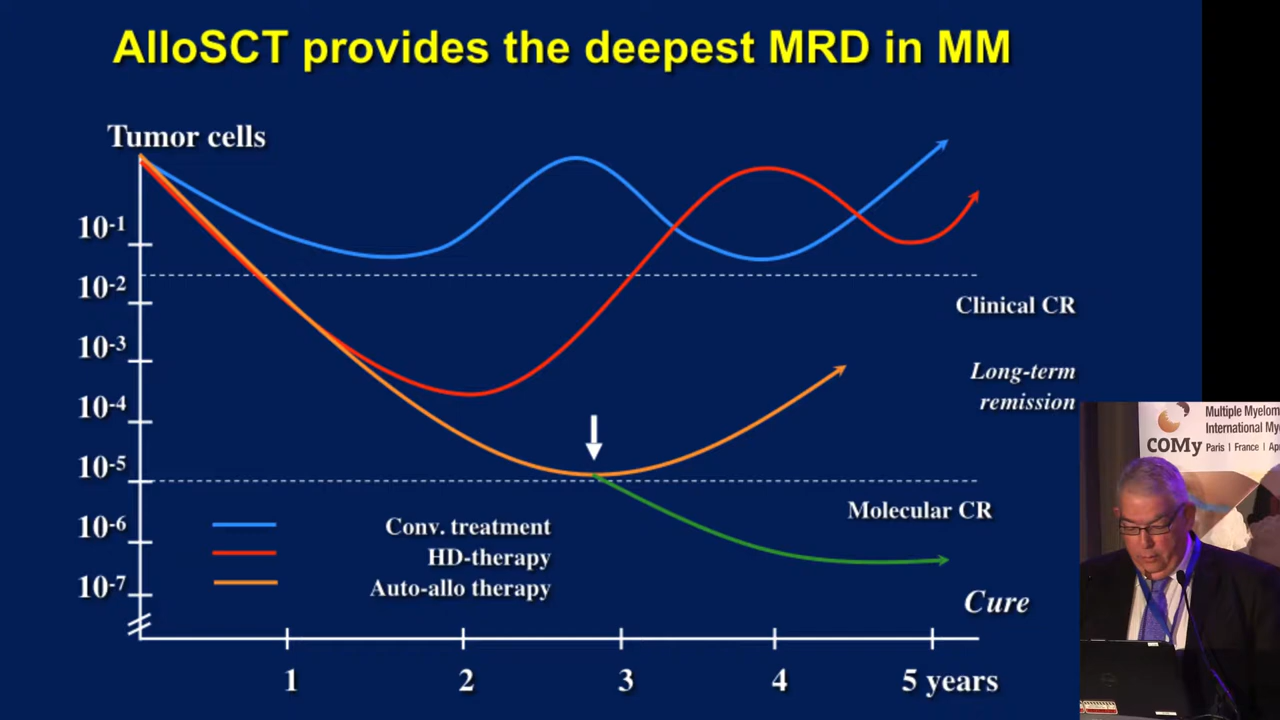 AlloSCT provides the deepest MRD in MM
Tumor cells
10-1
10-2
10-3
10-4
10-5
10-6
10-7
Clinical CR
Long-term
remission
Molecular CR
Cure
Conv. treatment
HD-therapy
Auto-allo therapy
1
2
3
4
5 years
COMy
Multiple Myelom
International My
Paris | France | Ap